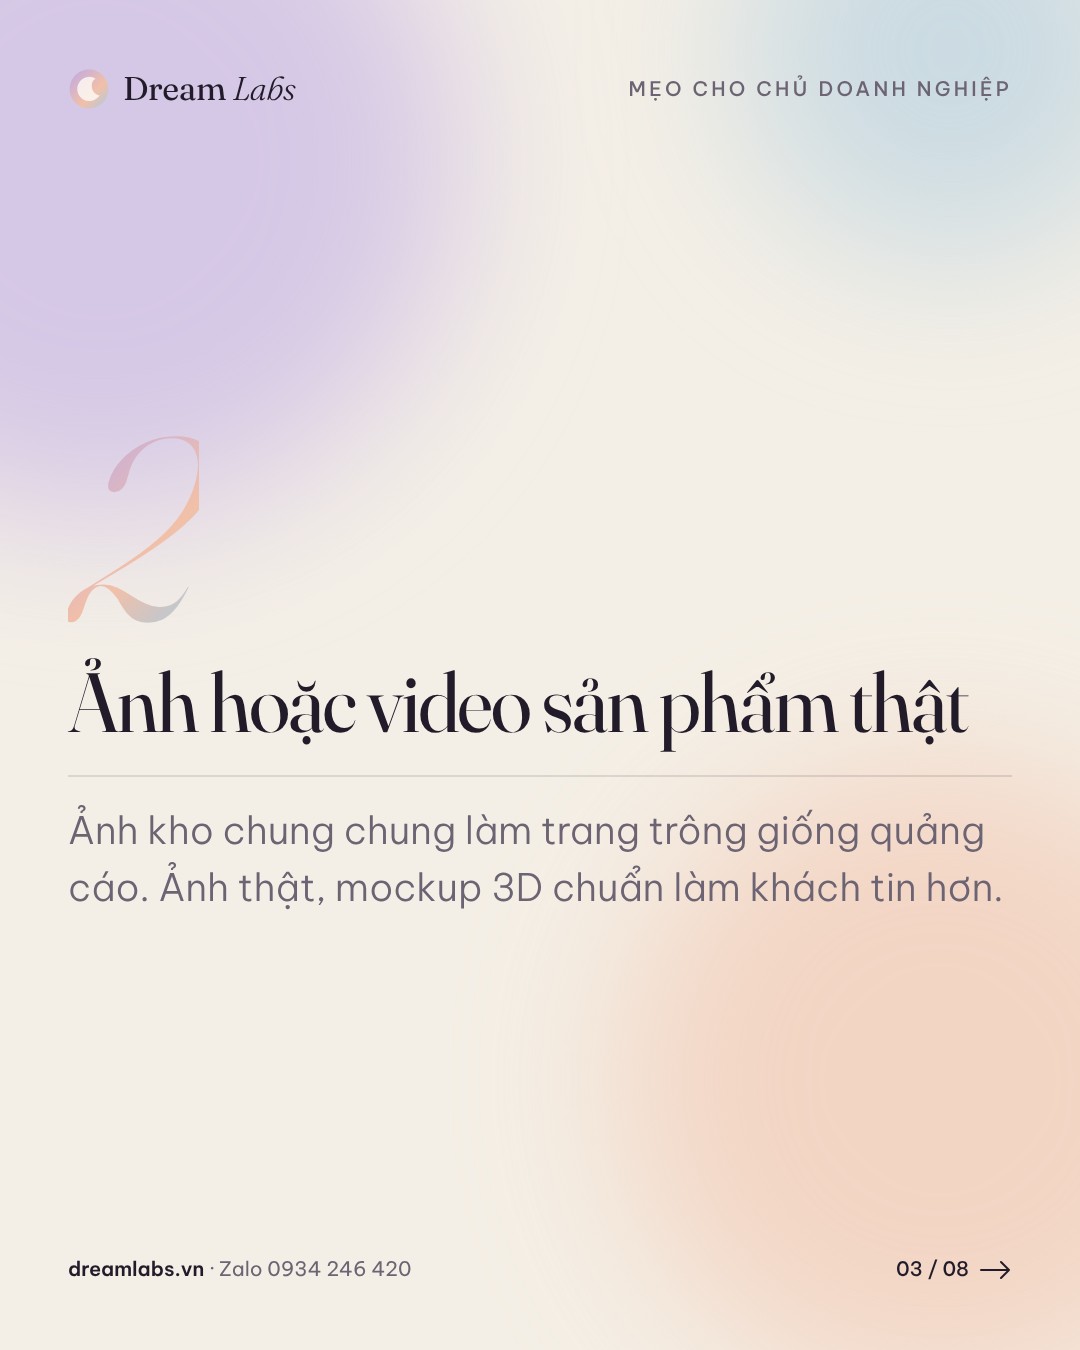 Dream Labs
MẸO CHO CHỦ DOANH NGHIỆP
2
Ảnh hoặc video sản phẩm thật
Ảnh kho chung chung làm trang trông giống quảng
cáo. Ảnh thật, mockup 3D chuẩn làm khách tin hơn.
dreamlabs.vn · Zalo 0934 246 420
03 / 08 →